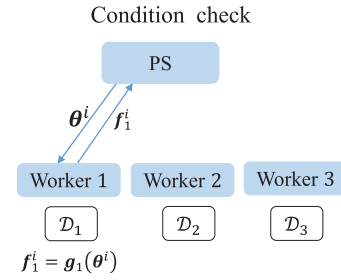 Condition check
PS
θ^i f_1^i
Worker 1 Worker 2 Worker 3
𝒟_1 𝒟_2 𝒟_3
f_1^i = g_1(θ^i)